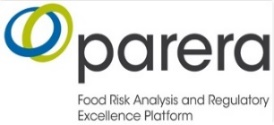 parera
Food Risk Analysis and Regulatory
Excellence Platform